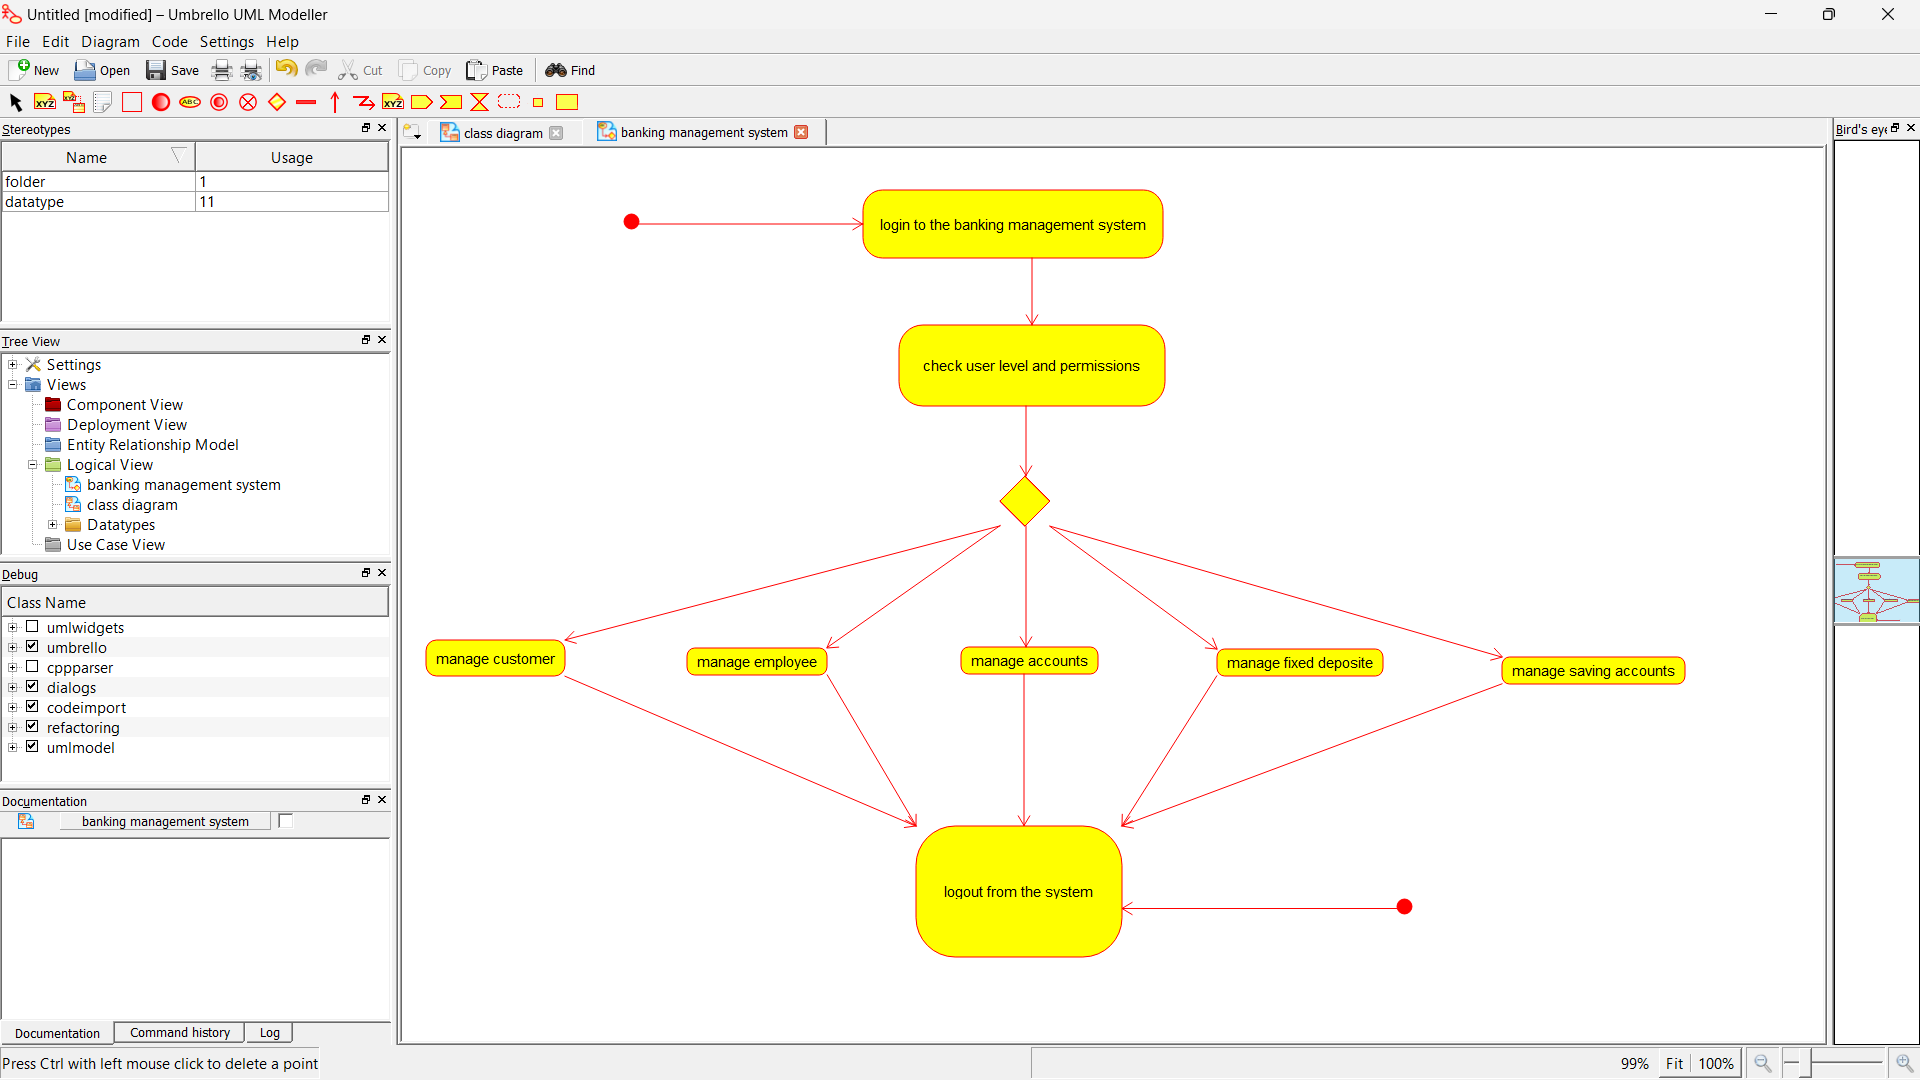 Untitled [modified] – Umbrello UML Modeller
File Edit Diagram Code Settings Help
New Open Save Cut Copy Paste Find
XYZ XYZ ABC XYZ
Stereotypes
Name Usage
folder 1
datatype 11
Tree View
Settings
Views
Component View
Deployment View
Entity Relationship Model
Logical View
banking management system
class diagram
Datatypes
Use Case View
Debug
Class Name
umlwidgets
umbrello
cppparser
dialogs
codeimport
refactoring
umlmodel
Documentation
banking management system
Documentation Command history Log
Press Ctrl with left mouse click to delete a point
class diagram banking management system
login to the banking management system
check user level and permissions
manage customer
manage employee
manage accounts
manage fixed deposite
manage saving accounts
logout from the system
Bird's eye
99% Fit 100%